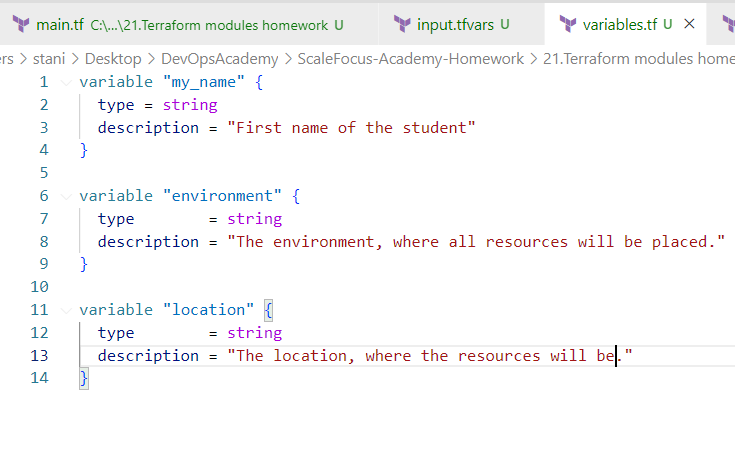 main.tf C:\...\21.Terraform modules homework U input.tfvars U variables.tf U
ers > stani > Desktop > DevOpsAcademy > ScaleFocus-Academy-Homework > 21.Terraform modules home
1 variable "my_name" {
2 type = string
3 description = "First name of the student"
4 }
5
6 variable "environment" {
7 type = string
8 description = "The environment, where all resources will be placed."
9 }
10
11 variable "location" {
12 type = string
13 description = "The location, where the resources will be."
14 }